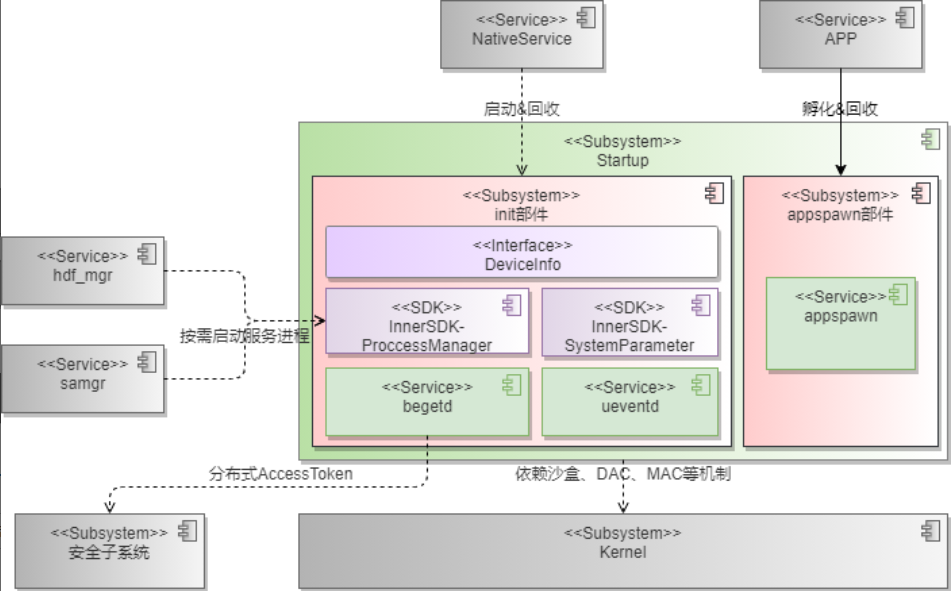 <<Service>>
NativeService
<<Service>>
APP
启动&回收
孵化&回收
<<Subsystem>>
Startup
<<Subsystem>>
init部件
<<Subsystem>>
appspawn部件
<<Interface>>
DeviceInfo
<<Service>>
hdf_mgr
<<SDK>>
InnerSDK-
ProccessManager
<<SDK>>
InnerSDK-
SystemParameter
<<Service>>
appspawn
按需启动服务进程
<<Service>>
samgr
<<Service>>
begetd
<<Service>>
ueventd
分布式AccessToken
依赖沙盒、DAC、MAC等机制
<<Subsystem>>
安全子系统
<<Subsystem>>
Kernel